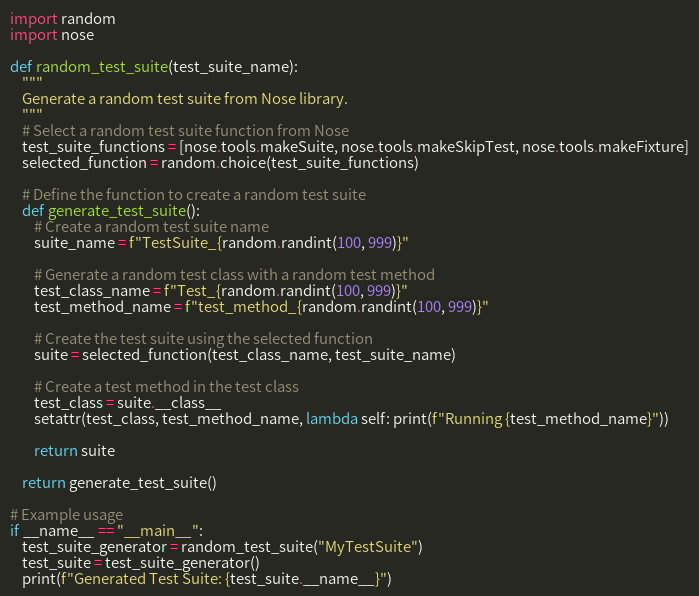 import random
import nose

def random_test_suite(test_suite_name):
    """
    Generate a random test suite from Nose library.
    """
    # Select a random test suite function from Nose
    test_suite_functions = [nose.tools.makeSuite, nose.tools.makeSkipTest, nose.tools.makeFixture]
    selected_function = random.choice(test_suite_functions)

    # Define the function to create a random test suite
    def generate_test_suite():
        # Create a random test suite name
        suite_name = f"TestSuite_{random.randint(100, 999)}"

        # Generate a random test class with a random test method
        test_class_name = f"Test_{random.randint(100, 999)}"
        test_method_name = f"test_method_{random.randint(100, 999)}"

        # Create the test suite using the selected function
        suite = selected_function(test_class_name, test_suite_name)

        # Create a test method in the test class
        test_class = suite.__class__
        setattr(test_class, test_method_name, lambda self: print(f"Running {test_method_name}"))

        return suite

    return generate_test_suite()

# Example usage
if __name__ == "__main__":
    test_suite_generator = random_test_suite("MyTestSuite")
    test_suite = test_suite_generator()
    print(f"Generated Test Suite: {test_suite.__name__}")